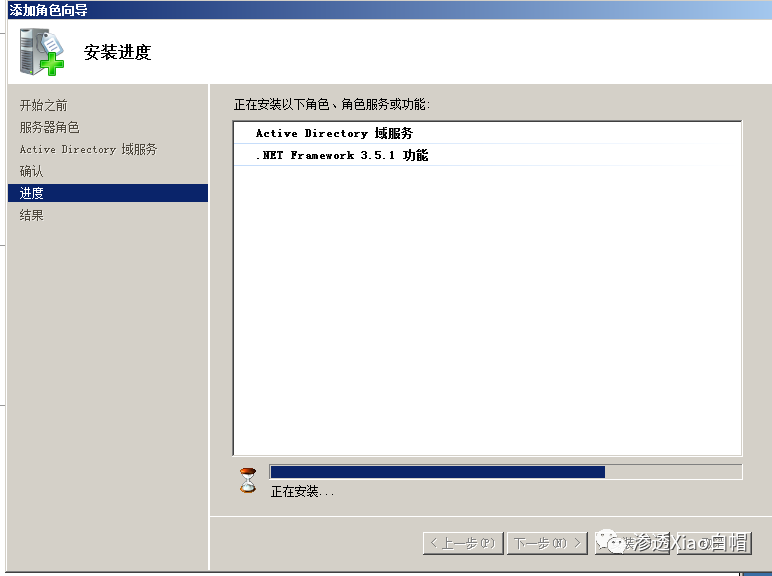 添加角色向导
安装进度
开始之前
服务器角色
Active Directory 域服务
确认
进度
结果
正在安装以下角色、角色服务或功能:
Active Directory 域服务
.NET Framework 3.5.1 功能
正在安装...
< 上一步(P)
下一步(N) >
渗透Xiao白帽